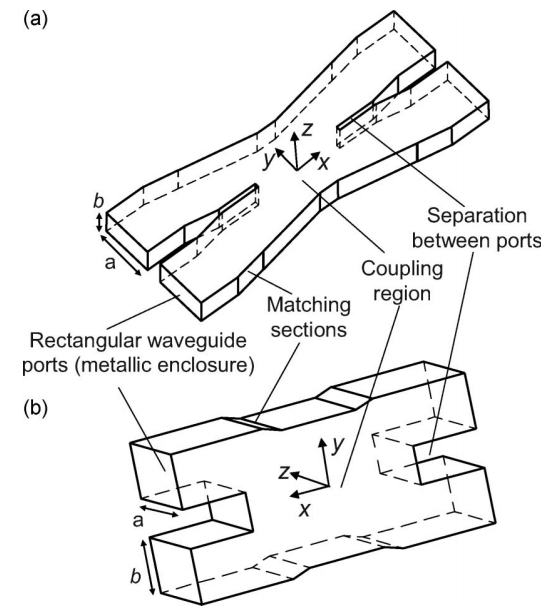 (a)
z
y
x
b
a
Separation
between ports
Coupling
region
Matching
sections
Rectangular waveguide
ports (metallic enclosure)
(b)
y
z
x
a
b